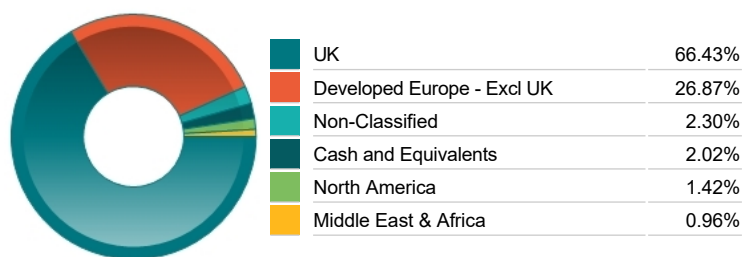 UK 66.43%
Developed Europe - Excl UK 26.87%
Non-Classified 2.30%
Cash and Equivalents 2.02%
North America 1.42%
Middle East & Africa 0.96%